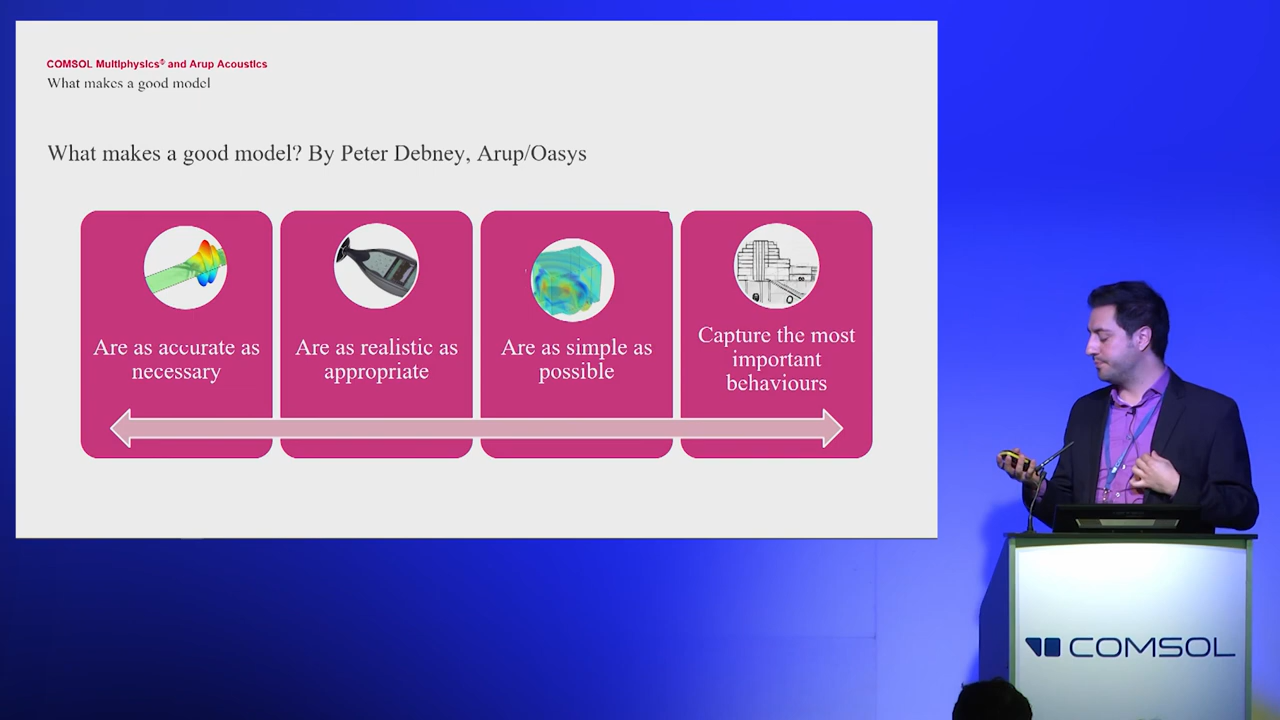 COMSOL Multiphysics® and Arup Acoustics
What makes a good model
What makes a good model? By Peter Debney, Arup/Oasys
Are as accurate as
necessary
Are as realistic as
appropriate
Are as simple as
possible
Capture the most
important
behaviours
COMSOL